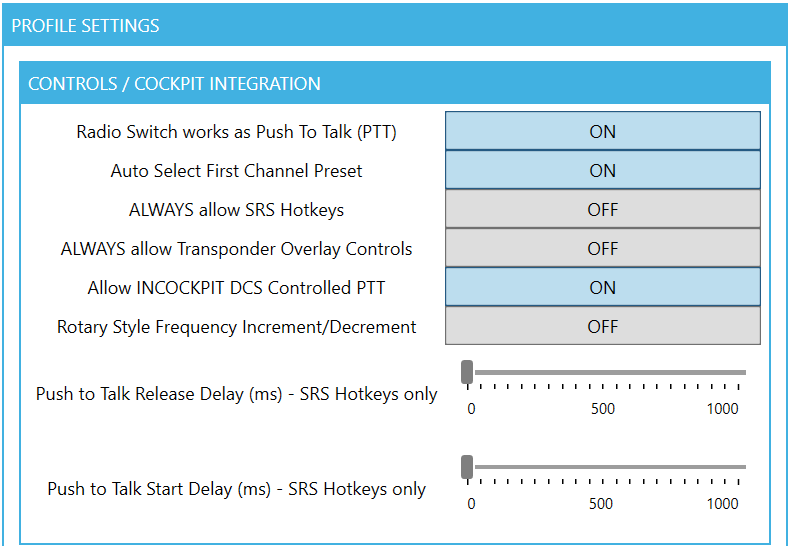 PROFILE SETTINGS
CONTROLS / COCKPIT INTEGRATION
Radio Switch works as Push To Talk (PTT) ON
Auto Select First Channel Preset ON
ALWAYS allow SRS Hotkeys OFF
ALWAYS allow Transponder Overlay Controls OFF
Allow INCOCKPIT DCS Controlled PTT ON
Rotary Style Frequency Increment/Decrement OFF
Push to Talk Release Delay (ms) - SRS Hotkeys only
0 500 1000
Push to Talk Start Delay (ms) - SRS Hotkeys only
0 500 1000